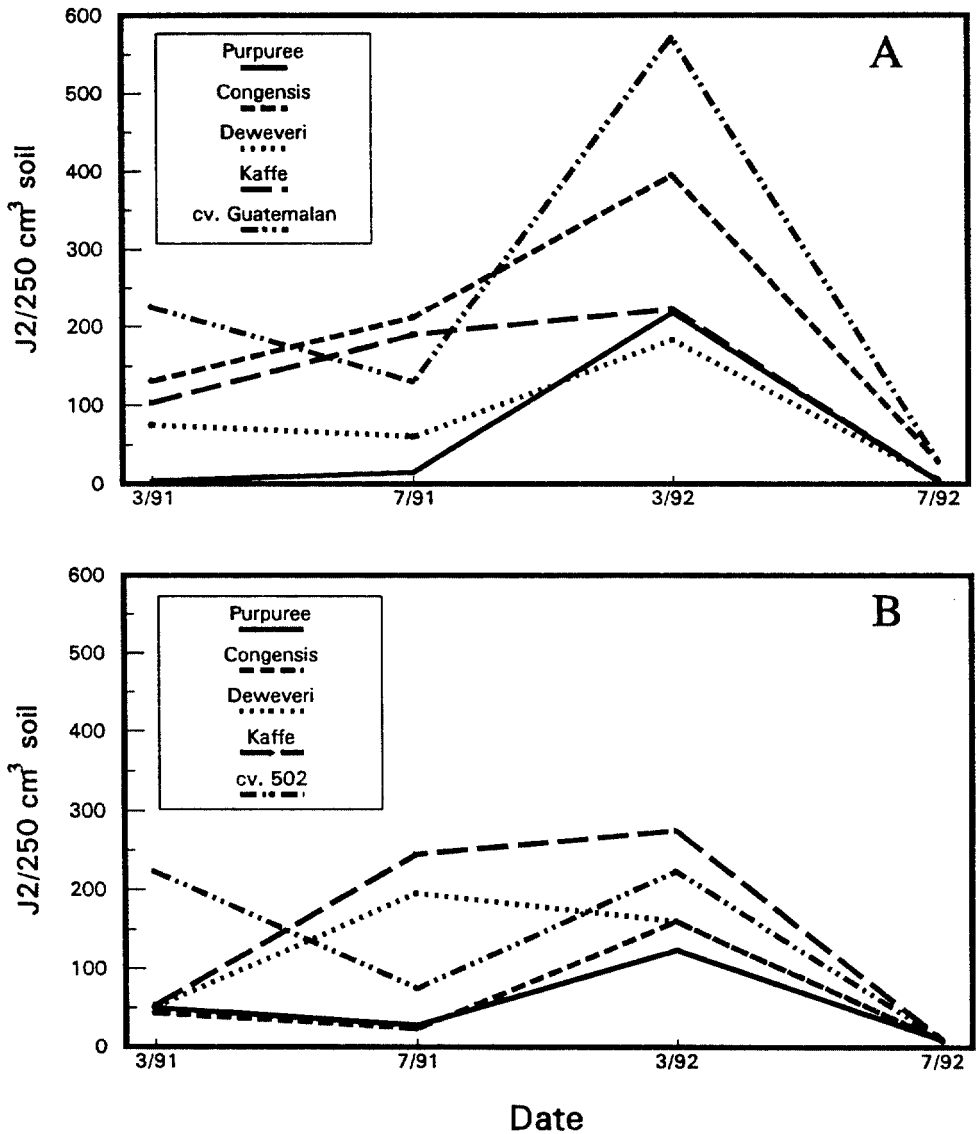 A
600
500
400
300
200
100
0
J2/250 cm³ soil
Purpuree
Congensis
Deweveri
Kaffe
cv. Guatemalan
3/91 7/91 3/92 7/92
B
600
500
400
300
200
100
0
J2/250 cm³ soil
Purpuree
Congensis
Deweveri
Kaffe
cv. 502
3/91 7/91 3/92 7/92
Date